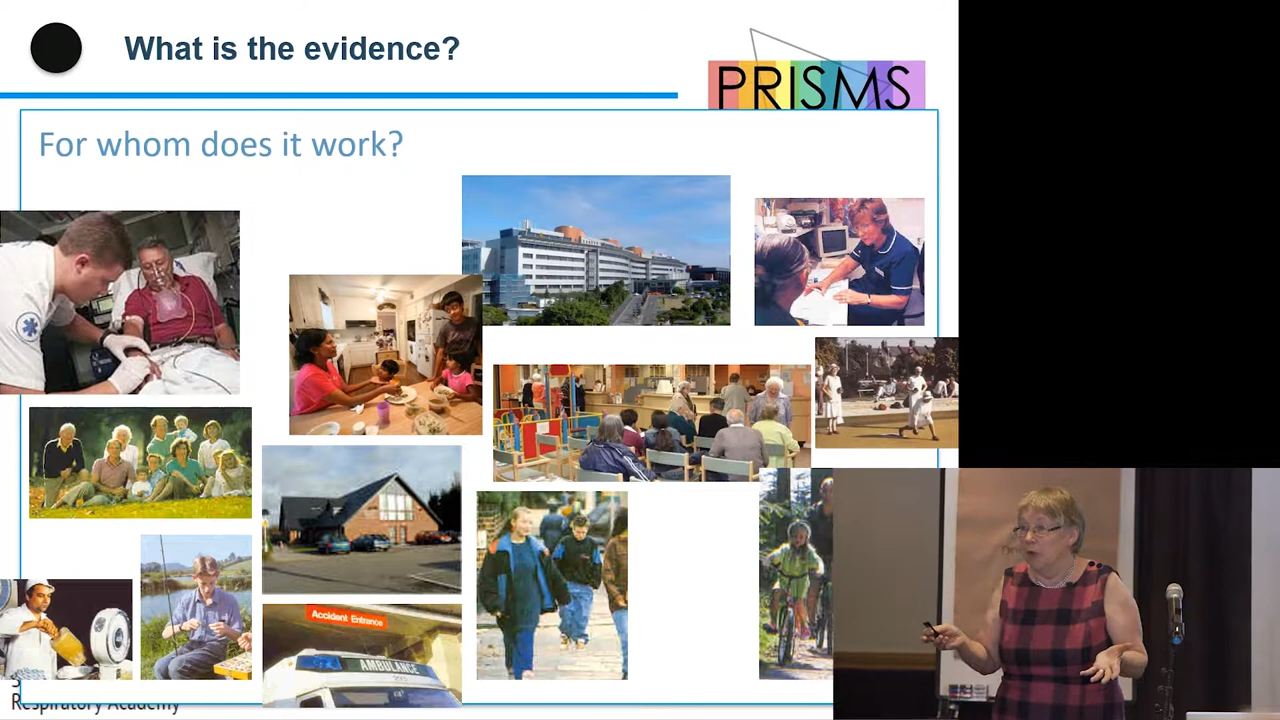 What is the evidence?
PRISMS
For whom does it work?
Accident Entrance
AMBULANCE
Respiratory Academy